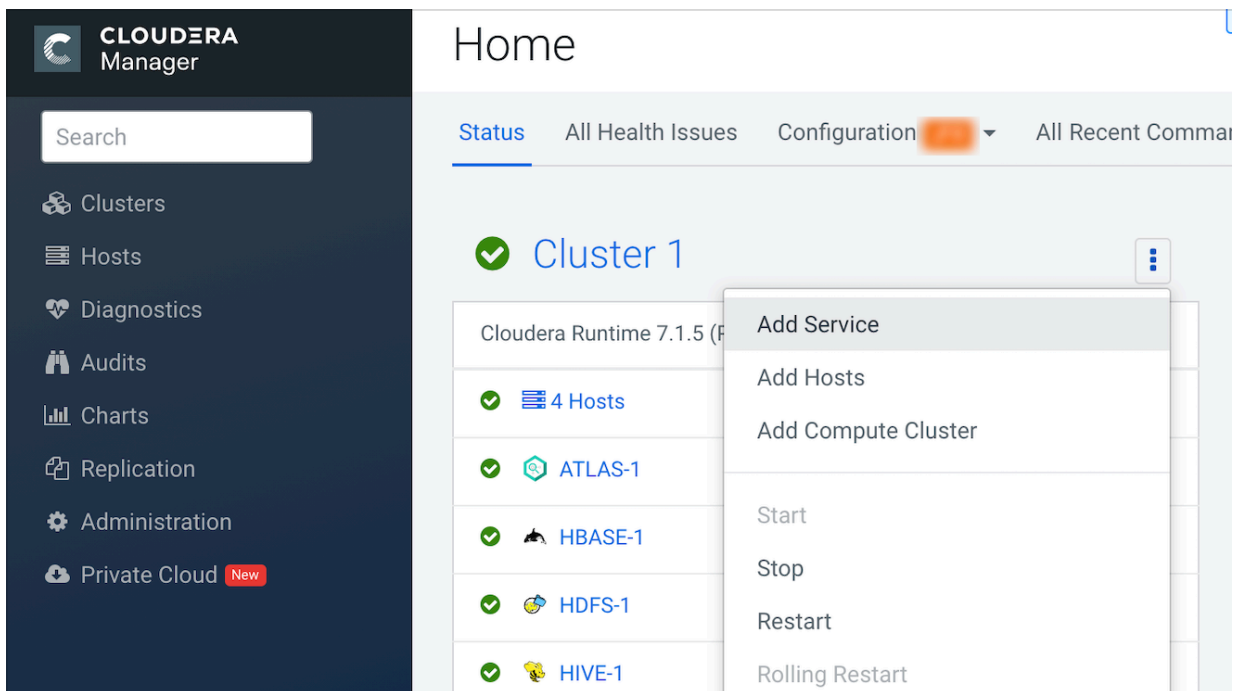 CLOUDERA
Manager
Search
Clusters
Hosts
Diagnostics
Audits
Charts
Replication
Administration
Private Cloud New
Home
Status All Health Issues Configuration All Recent
Cluster 1
Cloudera Runtime 7.1.5
4 Hosts
ATLAS-1
HBASE-1
HDFS-1
HIVE-1
Add Service
Add Hosts
Add Compute Cluster
Start
Stop
Restart
Rolling Restart